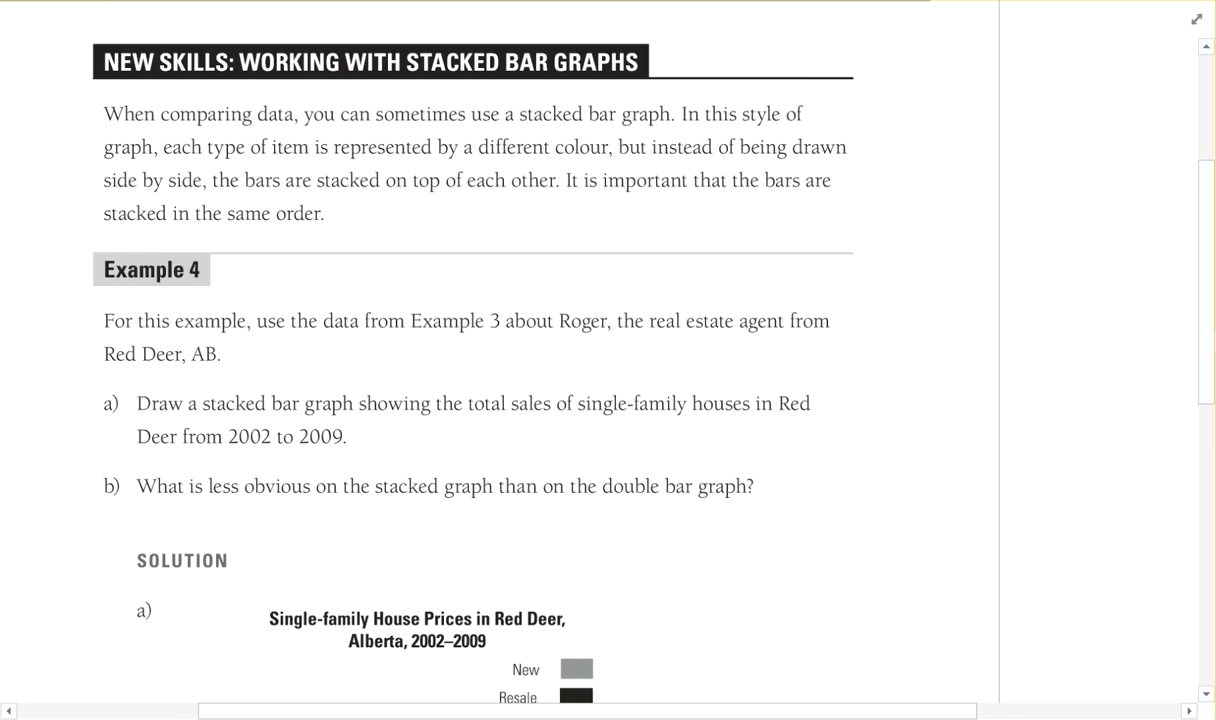 NEW SKILLS: WORKING WITH STACKED BAR GRAPHS
When comparing data, you can sometimes use a stacked bar graph. In this style of
graph, each type of item is represented by a different colour, but instead of being drawn
side by side, the bars are stacked on top of each other. It is important that the bars are
stacked in the same order.
Example 4
For this example, use the data from Example 3 about Roger, the real estate agent from
Red Deer, AB.
a) Draw a stacked bar graph showing the total sales of single-family houses in Red
Deer from 2002 to 2009.
b) What is less obvious on the stacked graph than on the double bar graph?
SOLUTION
a)
Single-family House Prices in Red Deer,
Alberta, 2002–2009
New
Resale